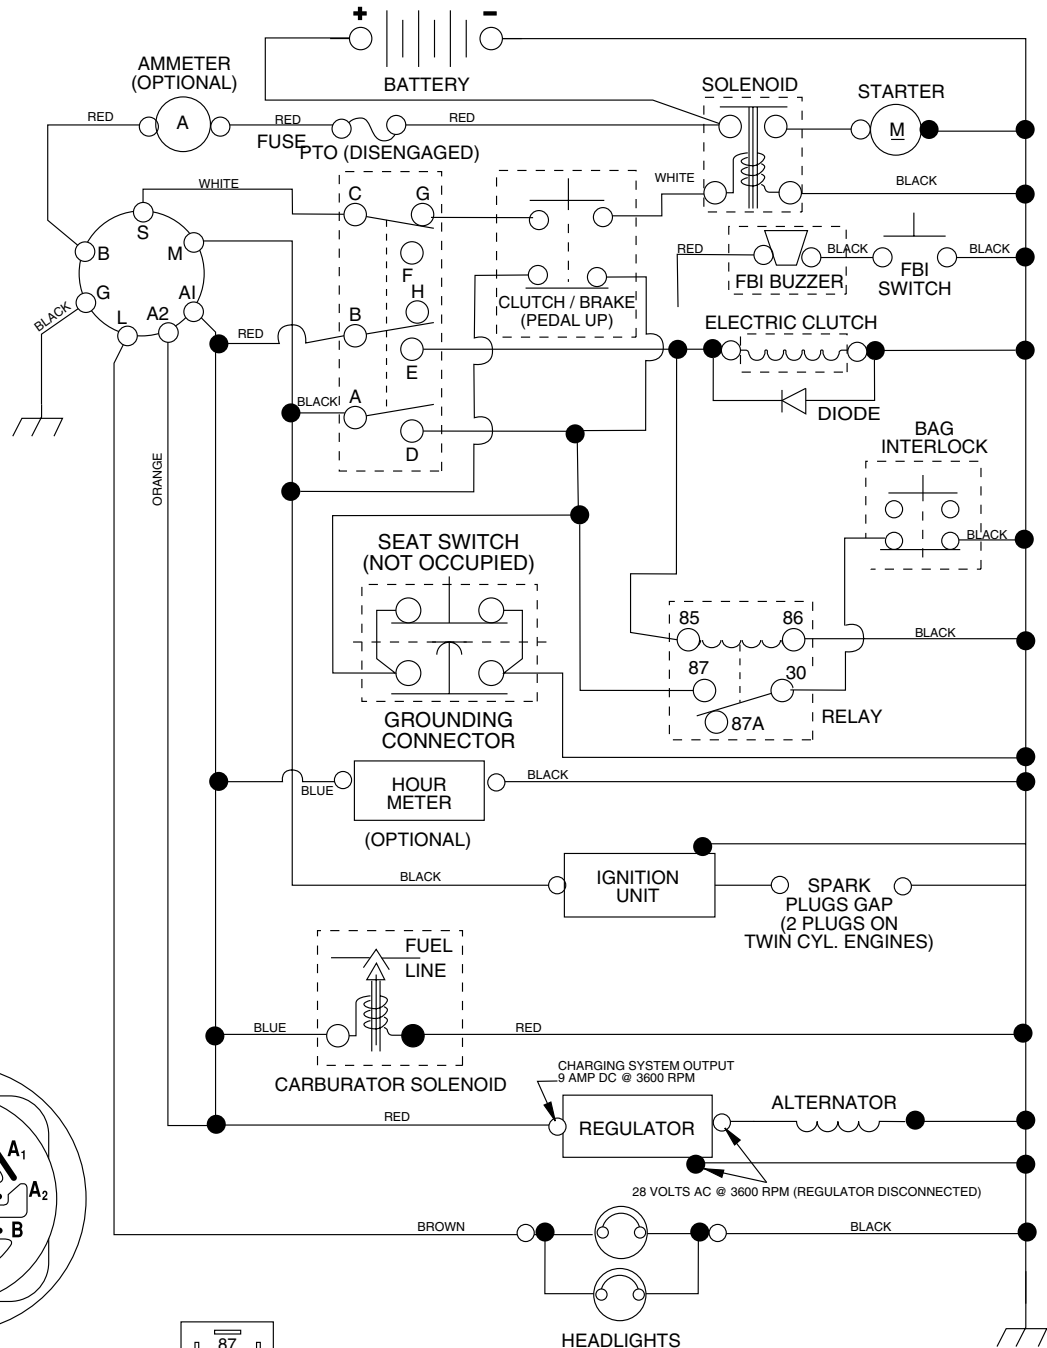 + −
BATTERY
AMMETER
(OPTIONAL)
SOLENOID
STARTER
RED
A
RED
FUSE
RED
M
PTO (DISENGAGED)
WHITE
WHITE
BLACK
C
G
S
B
M
F
RED
BLACK
BLACK
FBI BUZZER
FBI
SWITCH
G
A1
H
CLUTCH / BRAKE
(PEDAL UP)
BLACK
L
A2
B
ELECTRIC CLUTCH
RED
E
BLACK
A
DIODE
D
BAG
INTERLOCK
ORANGE
BLACK
SEAT SWITCH
(NOT OCCUPIED)
85
86
BLACK
87
30
87A
RELAY
GROUNDING
CONNECTOR
BLUE
HOUR
METER
BLACK
(OPTIONAL)
BLACK
IGNITION
UNIT
SPARK
PLUGS GAP
(2 PLUGS ON
TWIN CYL. ENGINES)
FUEL
LINE
BLUE
RED
CARBURATOR SOLENOID
CHARGING SYSTEM OUTPUT
9 AMP DC @ 3600 RPM
RED
REGULATOR
ALTERNATOR
A1
A2
B
28 VOLTS AC @ 3600 RPM (REGULATOR DISCONNECTED)
BROWN
BLACK
HEADLIGHTS
87